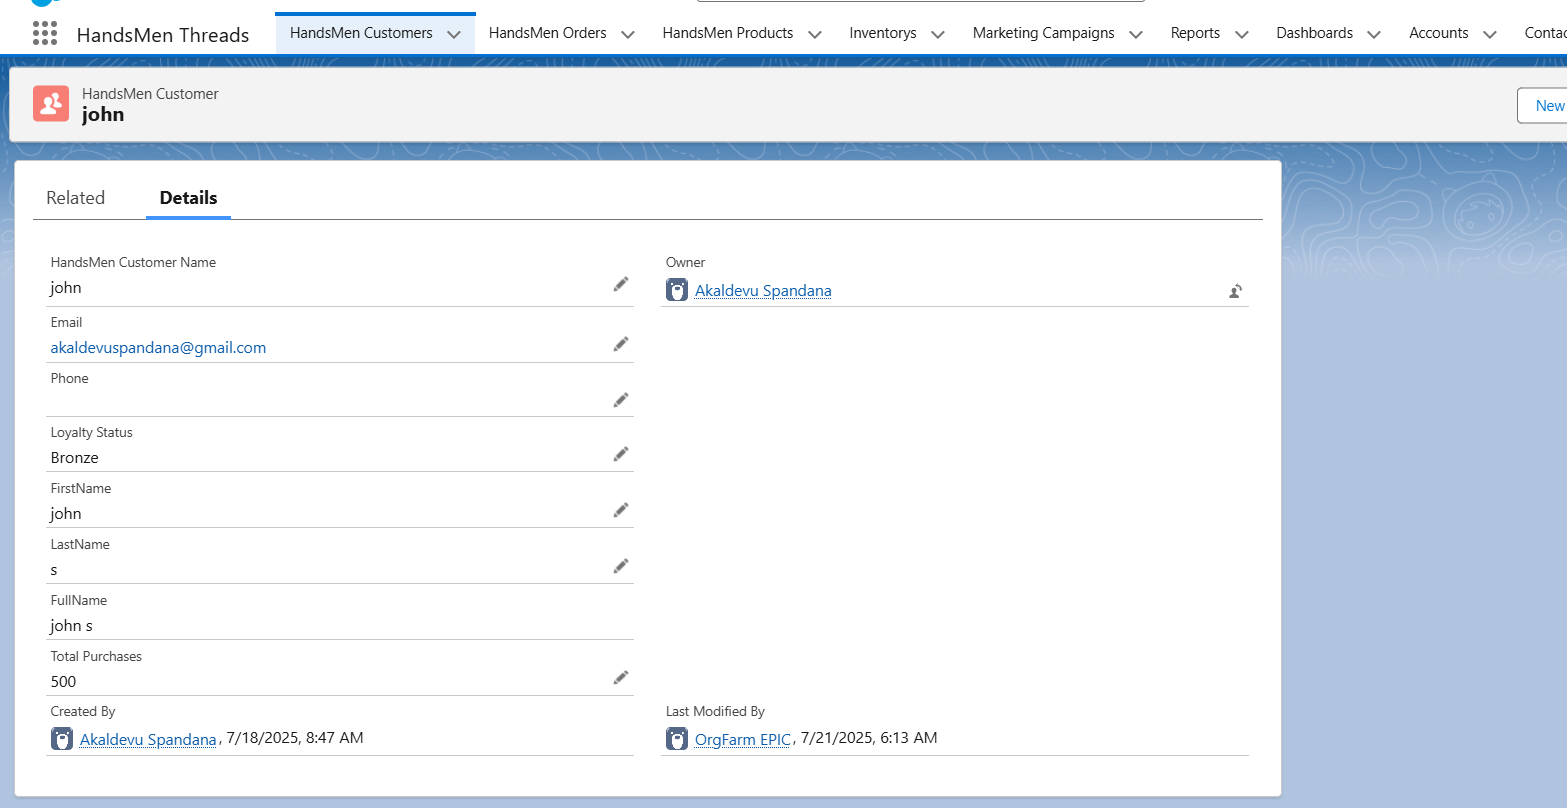 HandsMen Threads HandsMen Customers HandsMen Orders HandsMen Products Inventorys Marketing Campaigns Reports Dashboards Accounts
HandsMen Customer
john
New
Related Details
HandsMen Customer Name
john
Owner
Akaldevu Spandana
Email
akaldevuspandana@gmail.com
Phone
Loyalty Status
Bronze
FirstName
john
LastName
s
FullName
john s
Total Purchases
500
Created By
Akaldevu Spandana, 7/18/2025, 8:47 AM
Last Modified By
OrgFarm EPIC, 7/21/2025, 6:13 AM